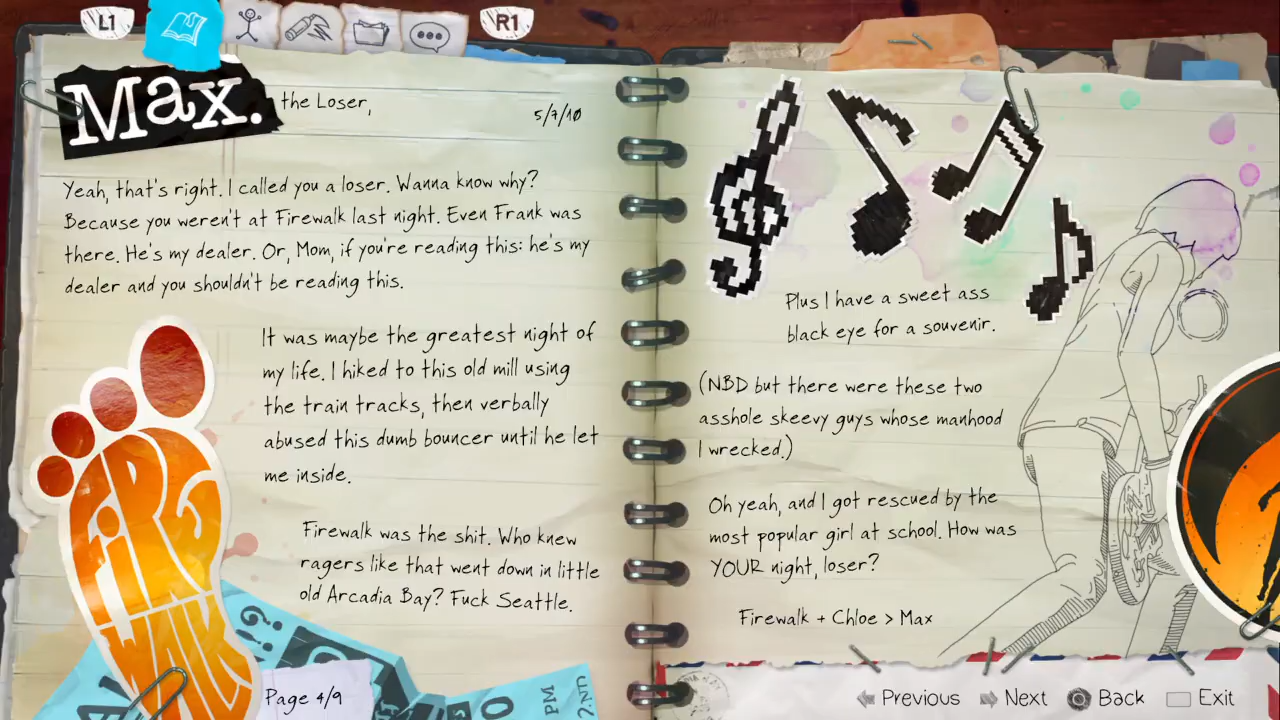 L1
R1
Max.
the Loser,
5/7/10
Yeah, that's right. I called you a loser. Wanna know why?
Because you weren't at Firewalk last night. Even Frank was
there. He's my dealer. Or, Mom, if you're reading this: he's my
dealer and you shouldn't be reading this.
It was maybe the greatest night of
my life. I hiked to this old mill using
the train tracks, then verbally
abused this dumb bouncer until he let
me inside.
Firewalk was the shit. Who knew
ragers like that went down in little
old Arcadia Bay? Fuck Seattle.
FIRE
WALK
Page 4/9
PM
2.ND
Plus I have a sweet ass
black eye for a souvenir.
(NBD but there were these two
asshole skeevy guys whose manhood
I wrecked.)
Oh yeah, and I got rescued by the
most popular girl at school. How was
YOUR night, loser?
Firewalk + Chloe > Max
Previous
Next
Back
Exit